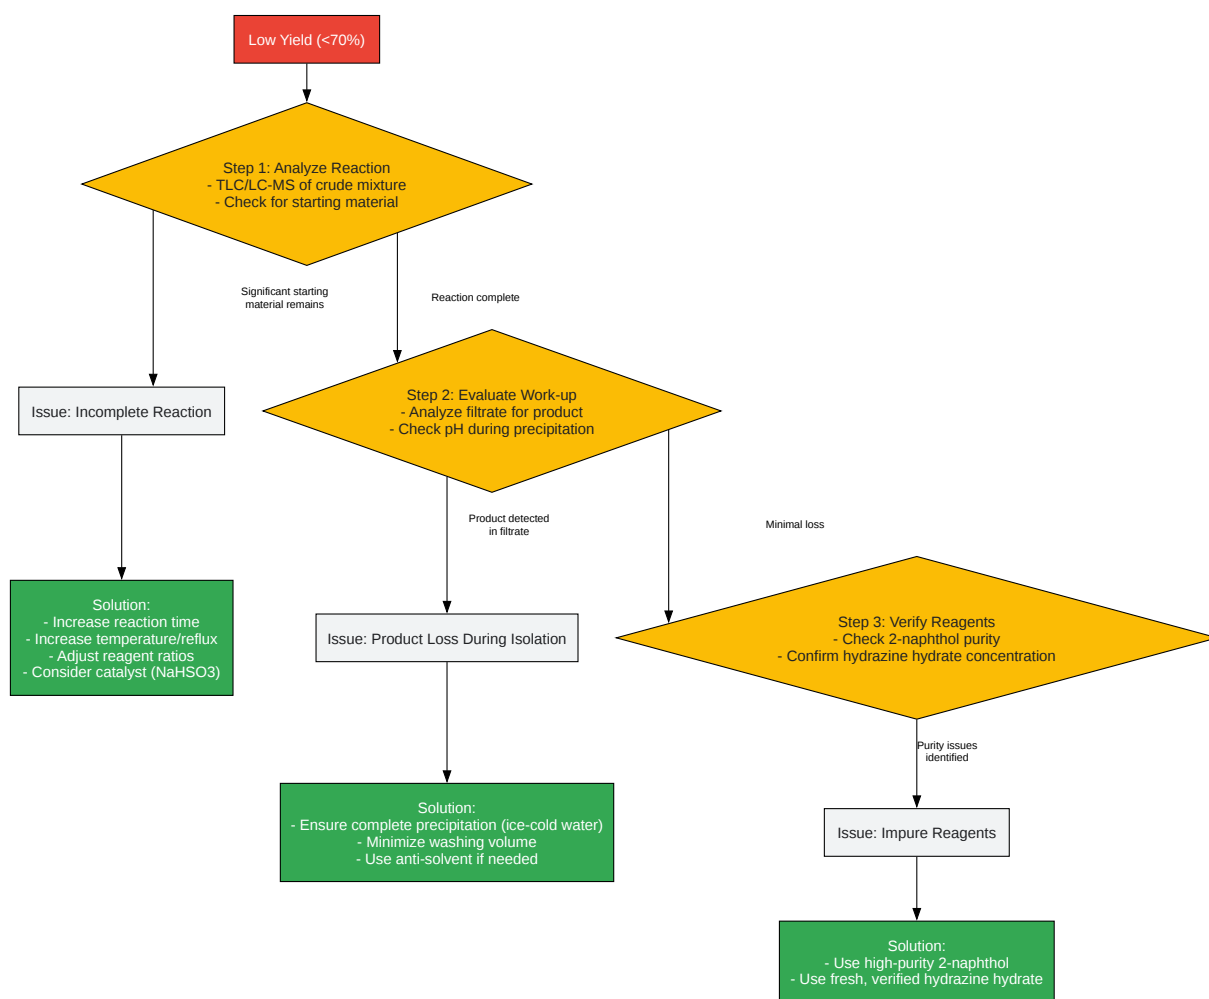 Low Yield (<70%)
Step 1: Analyze Reaction
- TLC/LC-MS of crude mixture
- Check for starting material
Significant starting
material remains
Reaction complete
Step 2: Evaluate Work-up
- Analyze filtrate for product
- Check pH during precipitation
Issue: Incomplete Reaction
Product detected
in filtrate
Minimal loss
Solution:
- Increase reaction time
- Increase temperature/reflux
- Adjust reagent ratios
- Consider catalyst (NaHSO3)
Issue: Product Loss During Isolation
Step 3: Verify Reagents
- Check 2-naphthol purity
- Confirm hydrazine hydrate concentration
Purity issues
identified
Solution:
- Ensure complete precipitation (ice-cold water)
- Minimize washing volume
- Use anti-solvent if needed
Issue: Impure Reagents
Solution:
- Use high-purity 2-naphthol
- Use fresh, verified hydrazine hydrate